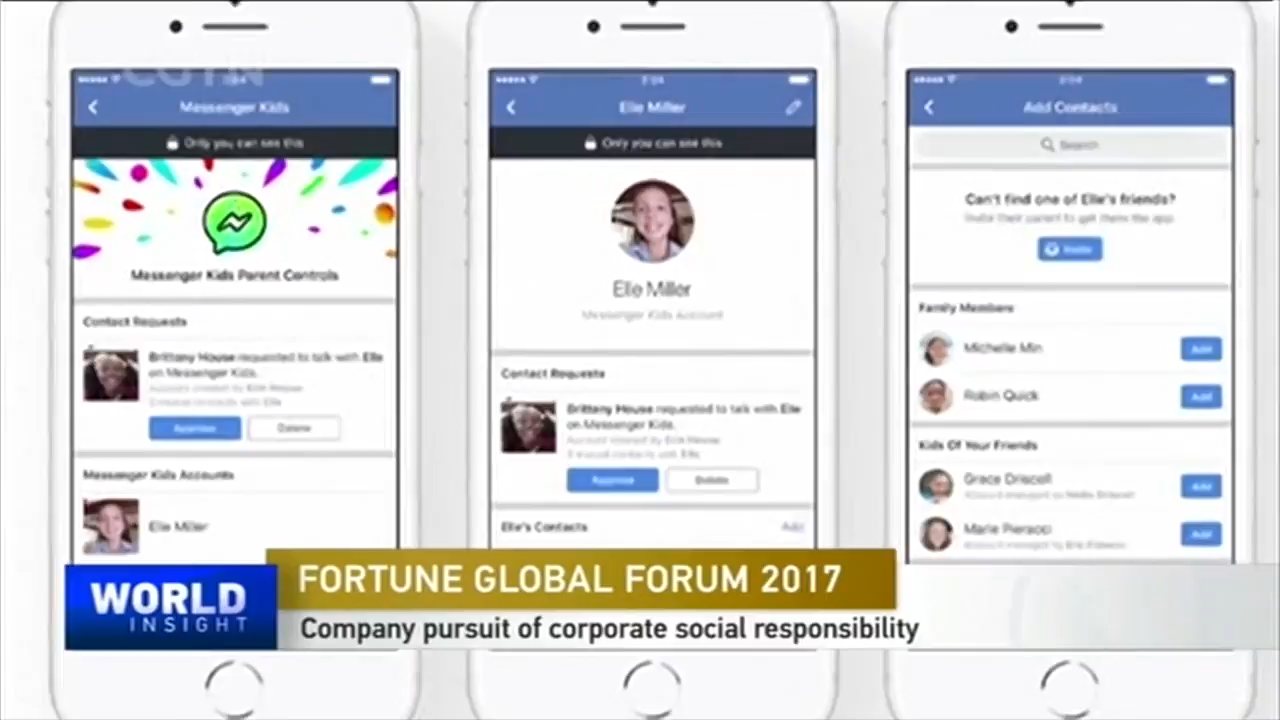 CGTN
Messenger Kids
Only you can see this
Messenger Kids Parent Controls
Contact Requests
Brittany House requested to talk with Elle
on Messenger Kids.
Approve
Delete
Messenger Kids Accounts
Elle Miller
Elle Miller
Only you can see this
Elle Miller
Messenger Kids Account
Contact Requests
Brittany House requested to talk with Elle
on Messenger Kids.
Approve
Delete
Elle's Contacts
Add
Add Contacts
Search
Can't find one of Elle's friends?
Invite their parent to get them the app.
Invite
Family Members
Michelle Min
Add
Robin Quick
Add
Kids Of Your Friends
Grace Driscoll
Add
Marie Pieracci
Add
WORLD
INSIGHT
FORTUNE GLOBAL FORUM 2017
Company pursuit of corporate social responsibility